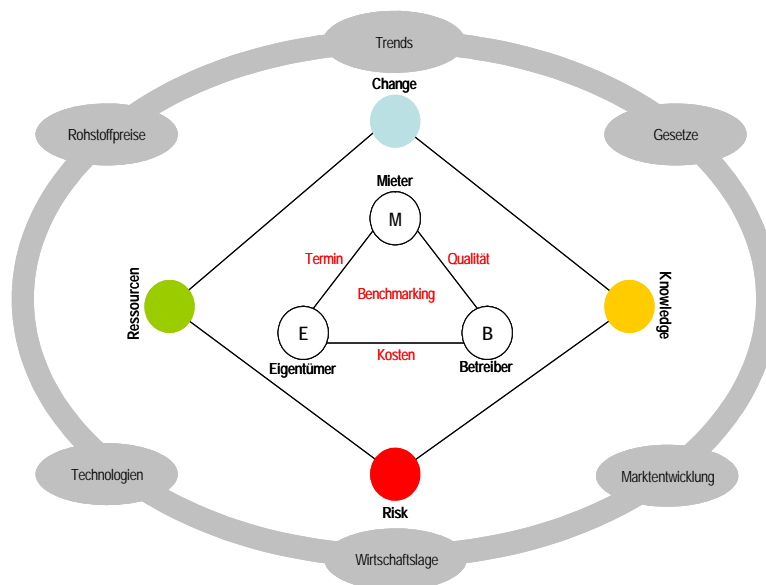 Trends
Change
Rohstoffpreise
Gesetze
Mieter
M
Termin
Qualität
Ressourcen
Benchmarking
Knowledge
E
B
Kosten
Eigentümer
Betreiber
Technologien
Marktentwicklung
Risk
Wirtschaftslage